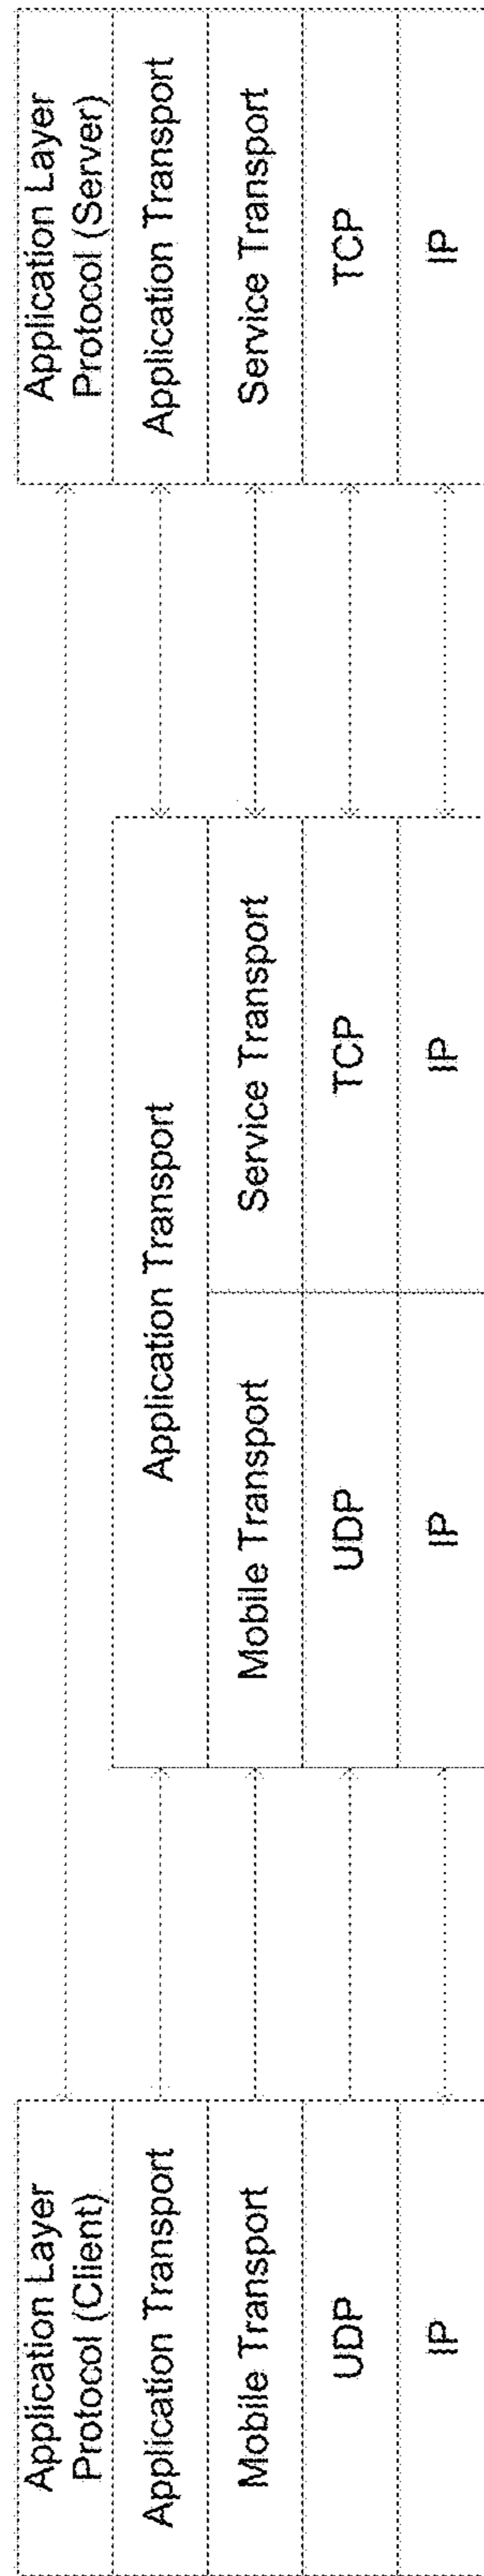 Application Layer
Protocol (Client)
Application Transport
Mobile Transport
UDP
IP
Application Transport
Mobile Transport
Service Transport
UDP
TCP
IP
IP
Application Layer
Protocol (Server)
Application Transport
Service Transport
TCP
IP